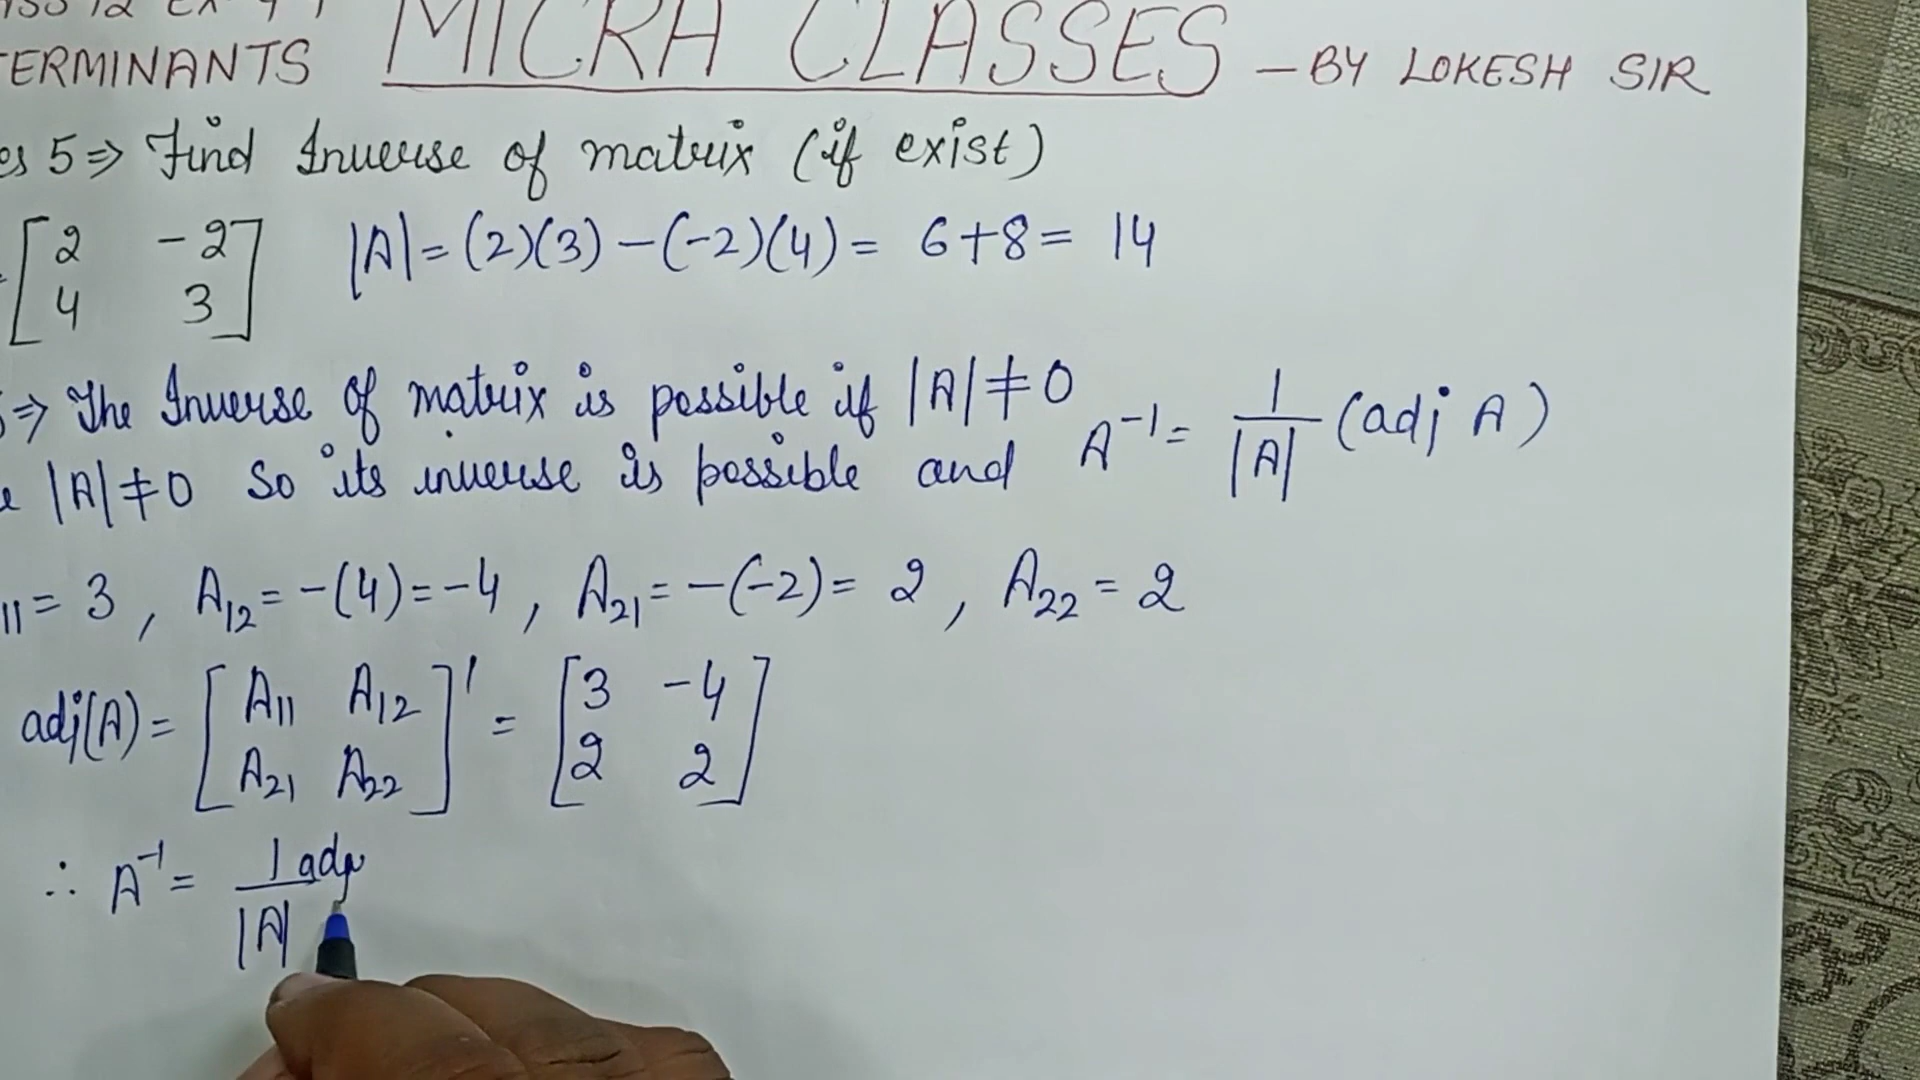 MICRA CLASSES - BY LOKESH SIR
TERMINANTS
5 ⇒ Find Inverse of matrix (if exist)
[2 -2
4 3] |A| = (2)(3) - (-2)(4) = 6+8 = 14
⇒ The Inverse of matrix is possible if |A| ≠ 0
|A| ≠ 0 So its inverse is possible and A⁻¹ = 1/|A| (adj A)
11 = 3, A₁₂ = -(4) = -4, A₂₁ = -(-2) = 2, A₂₂ = 2
adj(A) = [A₁₁ A₁₂
A₂₁ A₂₂]' = [3 -4
2 2]
∴ A⁻¹ = 1/|A| adj